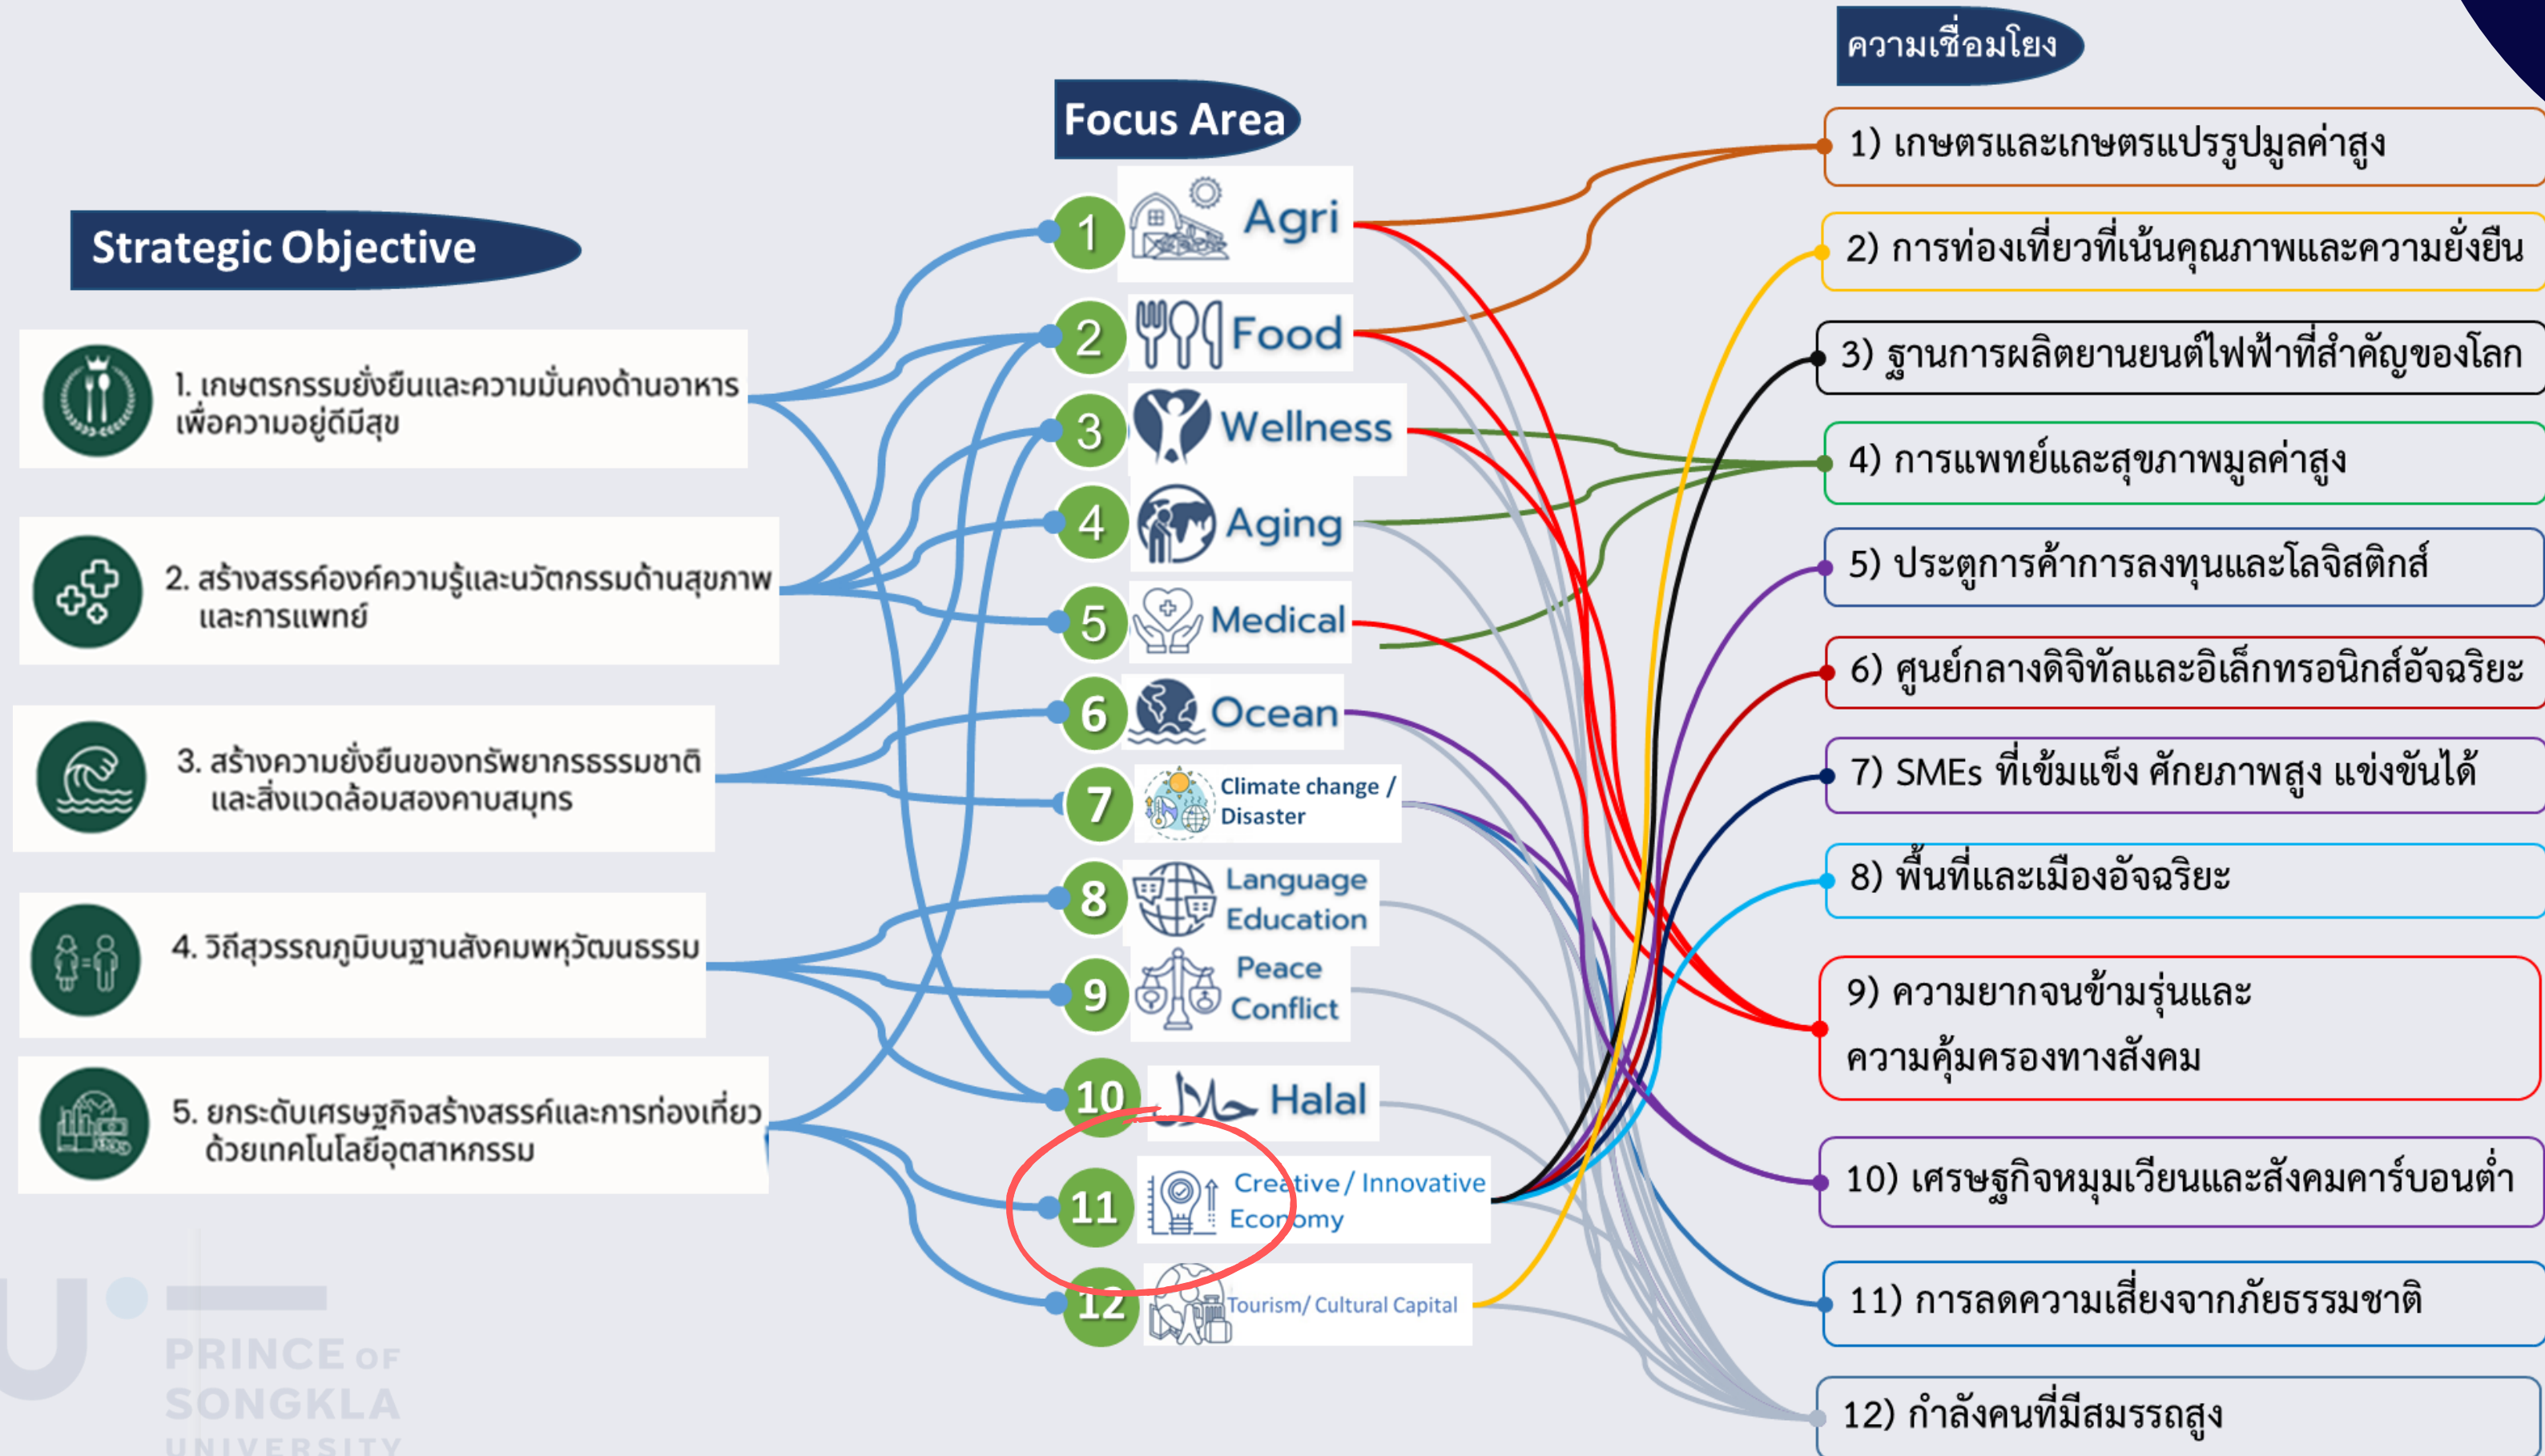 Strategic Objective
1. เกษตรกรรมยั่งยืนและความมั่นคงด้านอาหาร
เพื่อความอยู่ดีมีสุข
2. สร้างสรรค์องค์ความรู้และนวัตกรรมด้านสุขภาพ
และการแพทย์
3. สร้างความยั่งยืนของทรัพยากรธรรมชาติ
และสิ่งแวดล้อมสองคาบสมุทร
4. วิถีสุวรรณภูมิบนฐานสังคมพหุวัฒนธรรม
5. ยกระดับเศรษฐกิจสร้างสรรค์และการท่องเที่ยว
ด้วยเทคโนโลยีอุตสาหกรรม
PRINCE OF
SONGKLA
UNIVERSITY
Focus Area
1 Agri
2 Food
3 Wellness
4 Aging
5 Medical
6 Ocean
7 Climate change /
Disaster
8 Language
Education
9 Peace
Conflict
10 حلال Halal
11 Creative / Innovative
Economy
12 Tourism/ Cultural Capital
ความเชื่อมโยง
1) เกษตรและเกษตรแปรรูปมูลค่าสูง
2) การท่องเที่ยวที่เน้นคุณภาพและความยั่งยืน
3) ฐานการผลิตยานยนต์ไฟฟ้าที่สำคัญของโลก
4) การแพทย์และสุขภาพมูลค่าสูง
5) ประตูการค้าการลงทุนและโลจิสติกส์
6) ศูนย์กลางดิจิทัลและอิเล็กทรอนิกส์อัจฉริยะ
7) SMEs ที่เข้มแข็ง ศักยภาพสูง แข่งขันได้
8) พื้นที่และเมืองอัจฉริยะ
9) ความยากจนข้ามรุ่นและ
ความคุ้มครองทางสังคม
10) เศรษฐกิจหมุมเวียนและสังคมคาร์บอนต่ำ
11) การลดความเสี่ยงจากภัยธรรมชาติ
12) กำลังคนที่มีสมรรถสูง